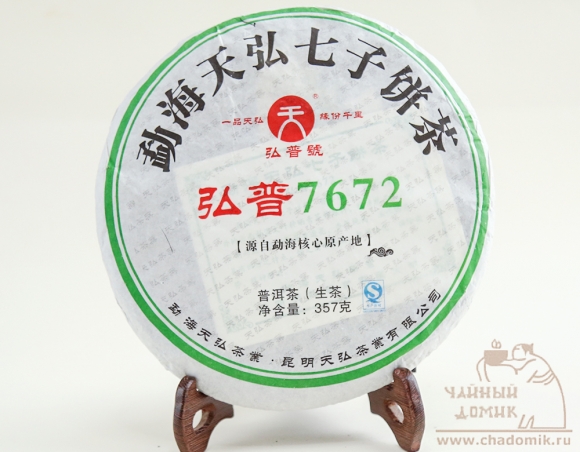 勐海天弘七子饼茶
一品天弘 天® 缘份千里
弘普號
弘普7672
【源自勐海核心原产地】
普洱茶（生茶）
净含量：357克
勐海天弘茶業·昆明天弘茶業有限公司
ЧАЙНЫЙ
ДОМИК
www.chadomik.ru